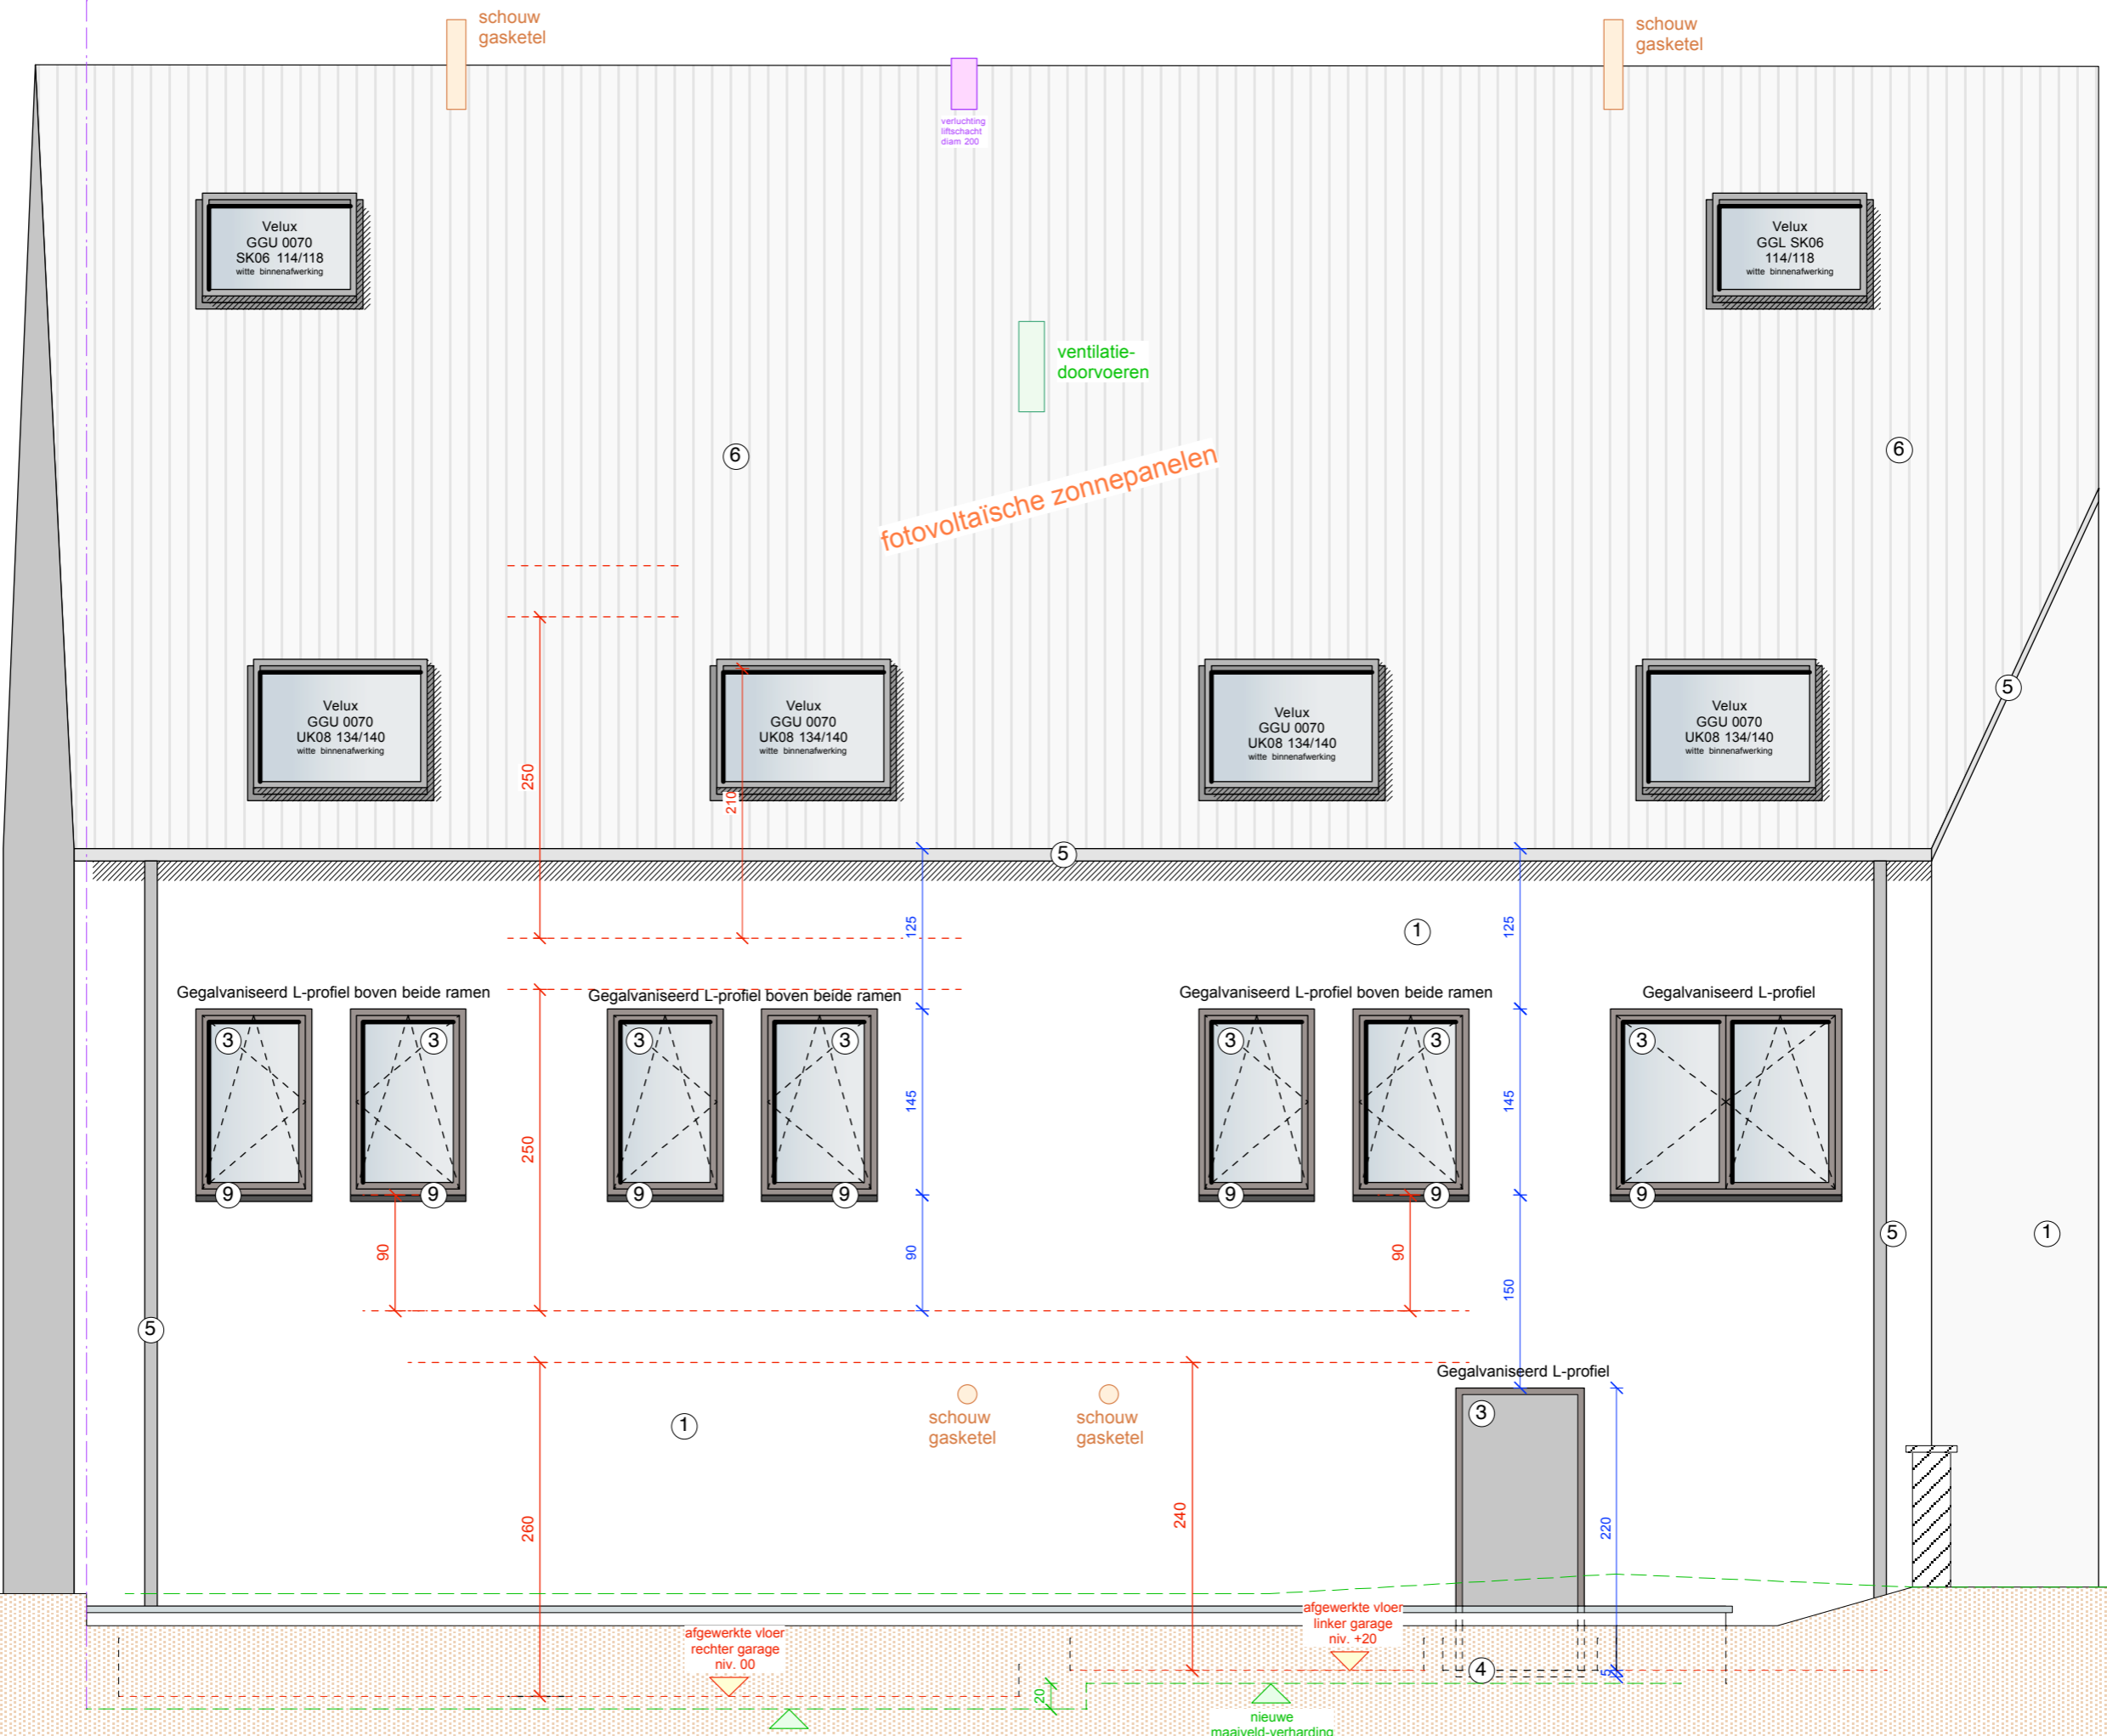 schouw
gasketel
schouw
gasketel
verluchting
liftschacht
diam 200
Velux
GGU 0070
SK06 114/118
witte binnenafwerking
Velux
GGL SK06
114/118
witte binnenafwerking
ventilatie-
doorvoeren
6
6
fotovoltaïsche zonnepanelen
5
Velux
GGU 0070
UK08 134/140
witte binnenafwerking
Velux
GGU 0070
UK08 134/140
witte binnenafwerking
Velux
GGU 0070
UK08 134/140
witte binnenafwerking
Velux
GGU 0070
UK08 134/140
witte binnenafwerking
250
210
5
125
125
1
Gegalvaniseerd L-profiel boven beide ramen
Gegalvaniseerd L-profiel boven beide ramen
Gegalvaniseerd L-profiel boven beide ramen
Gegalvaniseerd L-profiel
3
3
3
3
3
3
3
250
145
145
9
9
9
9
9
9
9
90
90
90
150
5
1
5
Gegalvaniseerd L-profiel
schouw
gasketel
schouw
gasketel
1
3
260
240
220
afgewerkte vloer
rechter garage
niv. 00
afgewerkte vloer
linker garage
niv. +20
4
5
20
nieuwe
maaiveld-verharding